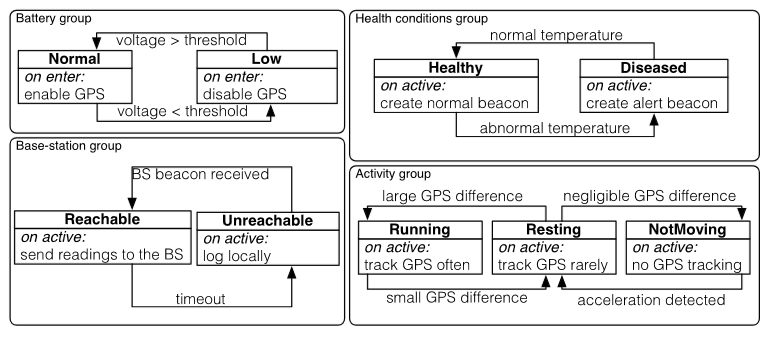 Battery group
voltage > threshold
Normal
on enter:
enable GPS
Low
on enter:
disable GPS
voltage < threshold
Health conditions group
normal temperature
Healthy
on active:
create normal beacon
Diseased
on active:
create alert beacon
abnormal temperature
Base-station group
BS beacon received
Reachable
on active:
send readings to the BS
Unreachable
on active:
log locally
timeout
Activity group
large GPS difference
negligible GPS difference
Running
on active:
track GPS often
Resting
on active:
track GPS rarely
NotMoving
on active:
no GPS tracking
small GPS difference
acceleration detected